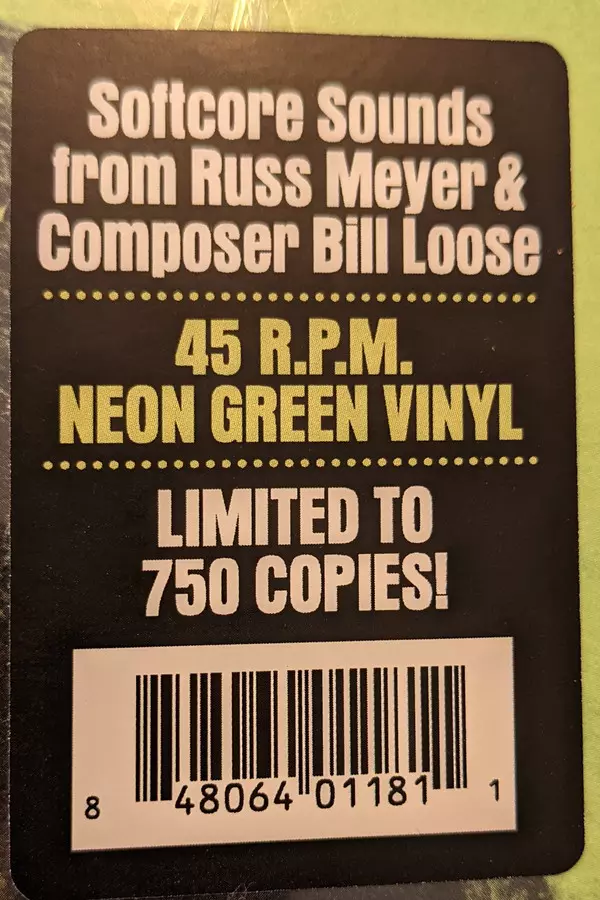 Softcore Sounds
from Russ Meyer &
Composer Bill Loose
45 R.P.M.
NEON GREEN VINYL
LIMITED TO
750 COPIES!
8 48064 01181 1